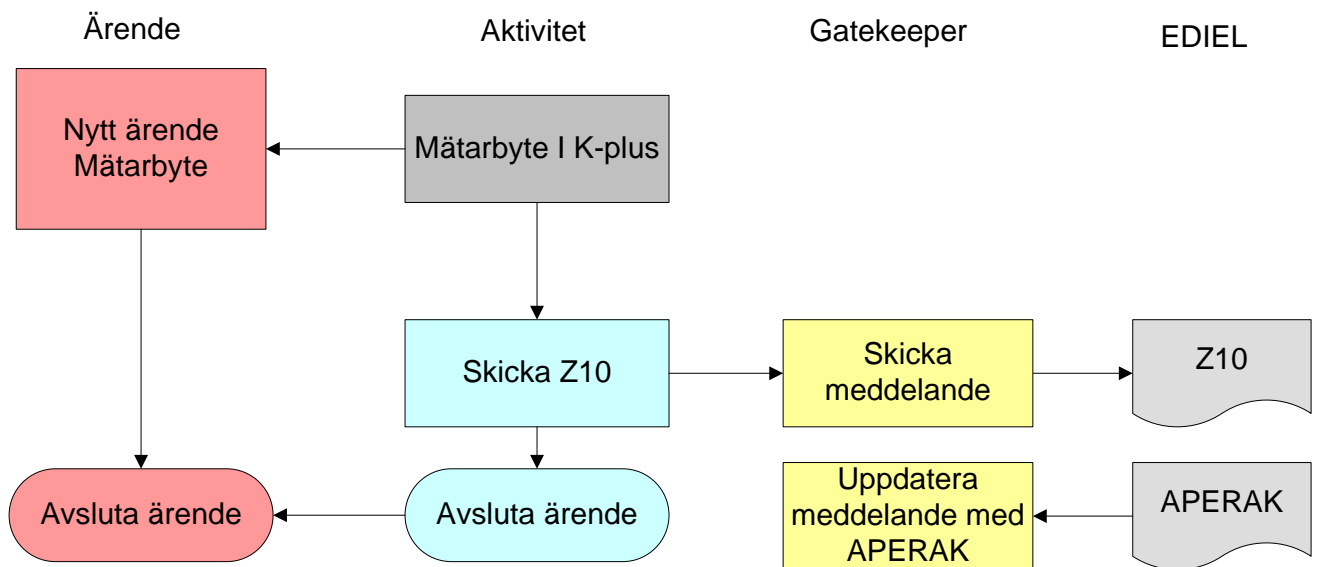 Ärende
Aktivitet
Gatekeeper
EDIEL
Nytt ärende
Mätarbyte
Mätarbyte I K-plus
Skicka Z10
Skicka
meddelande
Z10
Avsluta ärende
Avsluta ärende
Uppdatera
meddelande med
APERAK
APERAK